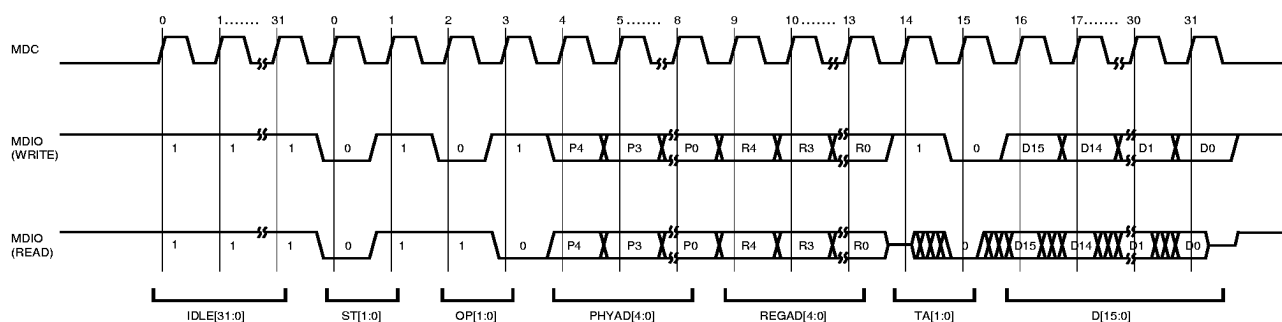 0 1....... 31 0 1 2 3 4 5....... 8 9 10....... 13 14 15 16 17....... 30 31
MDC
MDIO
(WRITE)
1 1 1 0 1 0 1 P4 P3 P0 R4 R3 R0 1 0 D15 D14 D1 D0
MDIO
(READ)
1 1 1 0 1 1 0 P4 P3 P0 R4 R3 R0 0 D15 D14 D1 D0
IDLE[31:0] ST[1:0] OP[1:0] PHYAD[4:0] REGAD[4:0] TA[1:0] D[15:0]